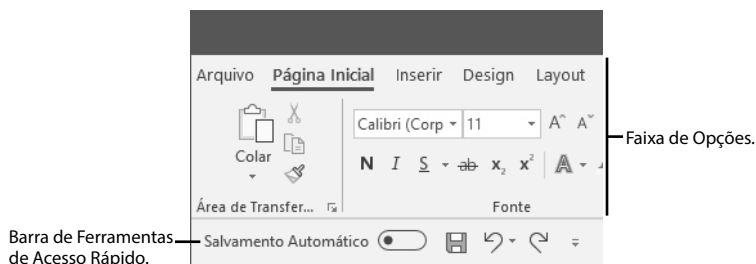 Arquivo Página Inicial Inserir Design Layout
Calibri (Corp 11 A^ Aˇ
Faixa de Opções.
Colar
N I S ab x₂ x² A
Área de Transfer... Fonte
Barra de Ferramentas
de Acesso Rápido.
Salvamento Automático